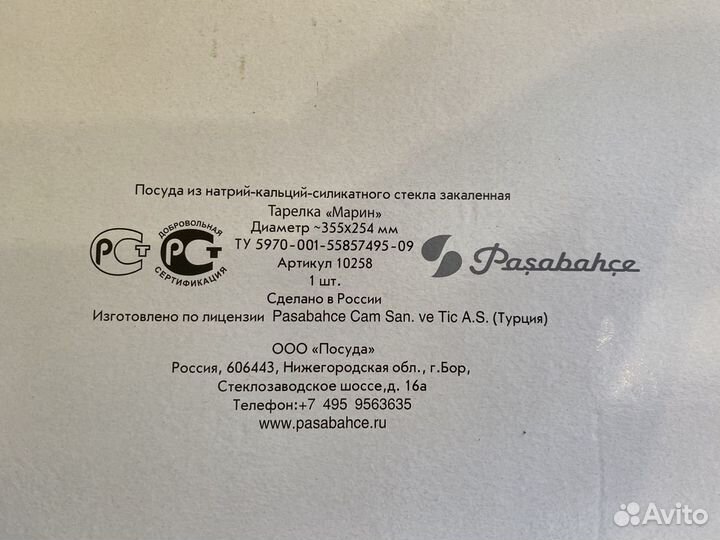 Посуда из натрий-кальций-силикатного стекла закаленная
Тарелка «Марин»
Диаметр ~355х254 мм
ТУ 5970-001-55857495-09
Артикул 10258
1 шт.
Сделано в России
Изготовлено по лицензии Pasabahce Cam San. ve Tic A.S. (Турция)
РСТ
ДОБРОВОЛЬНАЯ
РСТ
СЕРТИФИКАЦИЯ
Paşabahçe
ООО «Посуда»
Россия, 606443, Нижегородская обл., г.Бор,
Стеклозаводское шоссе,д. 16а
Телефон:+7 495 9563635
www.pasabahce.ru
Avito